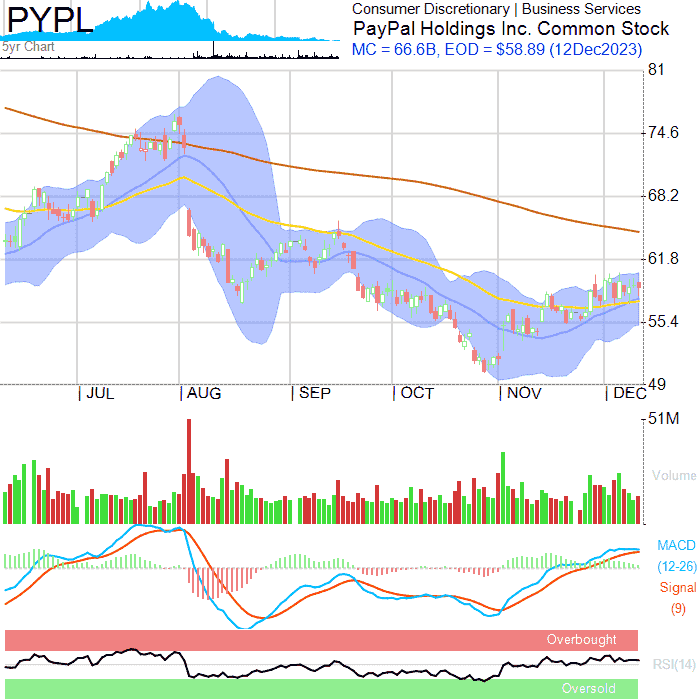 PYPL
5yr Chart
Consumer Discretionary | Business Services
PayPal Holdings Inc. Common Stock
MC = 66.6B, EOD = $58.89 (12Dec2023)
81
74.6
68.2
61.8
55.4
49
| JUL | AUG | SEP | OCT | NOV | DEC
51M
Volume
MACD
(12-26)
Signal
(9)
Overbought
RSI(14)
Oversold